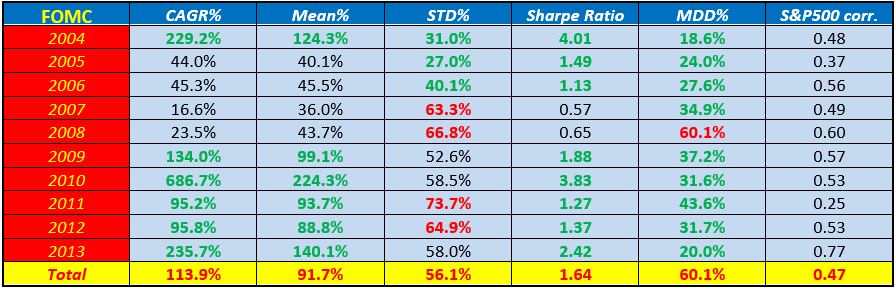 FOMC CAGR% Mean% STD% Sharpe Ratio MDD% S&P500 corr.
2004 229.2% 124.3% 31.0% 4.01 18.6% 0.48
2005 44.0% 40.1% 27.0% 1.49 24.0% 0.37
2006 45.3% 45.5% 40.1% 1.13 27.6% 0.56
2007 16.6% 36.0% 63.3% 0.57 34.9% 0.49
2008 23.5% 43.7% 66.8% 0.65 60.1% 0.60
2009 134.0% 99.1% 52.6% 1.88 37.2% 0.57
2010 686.7% 224.3% 58.5% 3.83 31.6% 0.53
2011 95.2% 93.7% 73.7% 1.27 43.6% 0.25
2012 95.8% 88.8% 64.9% 1.37 31.7% 0.53
2013 235.7% 140.1% 58.0% 2.42 20.0% 0.77
Total 113.9% 91.7% 56.1% 1.64 60.1% 0.47